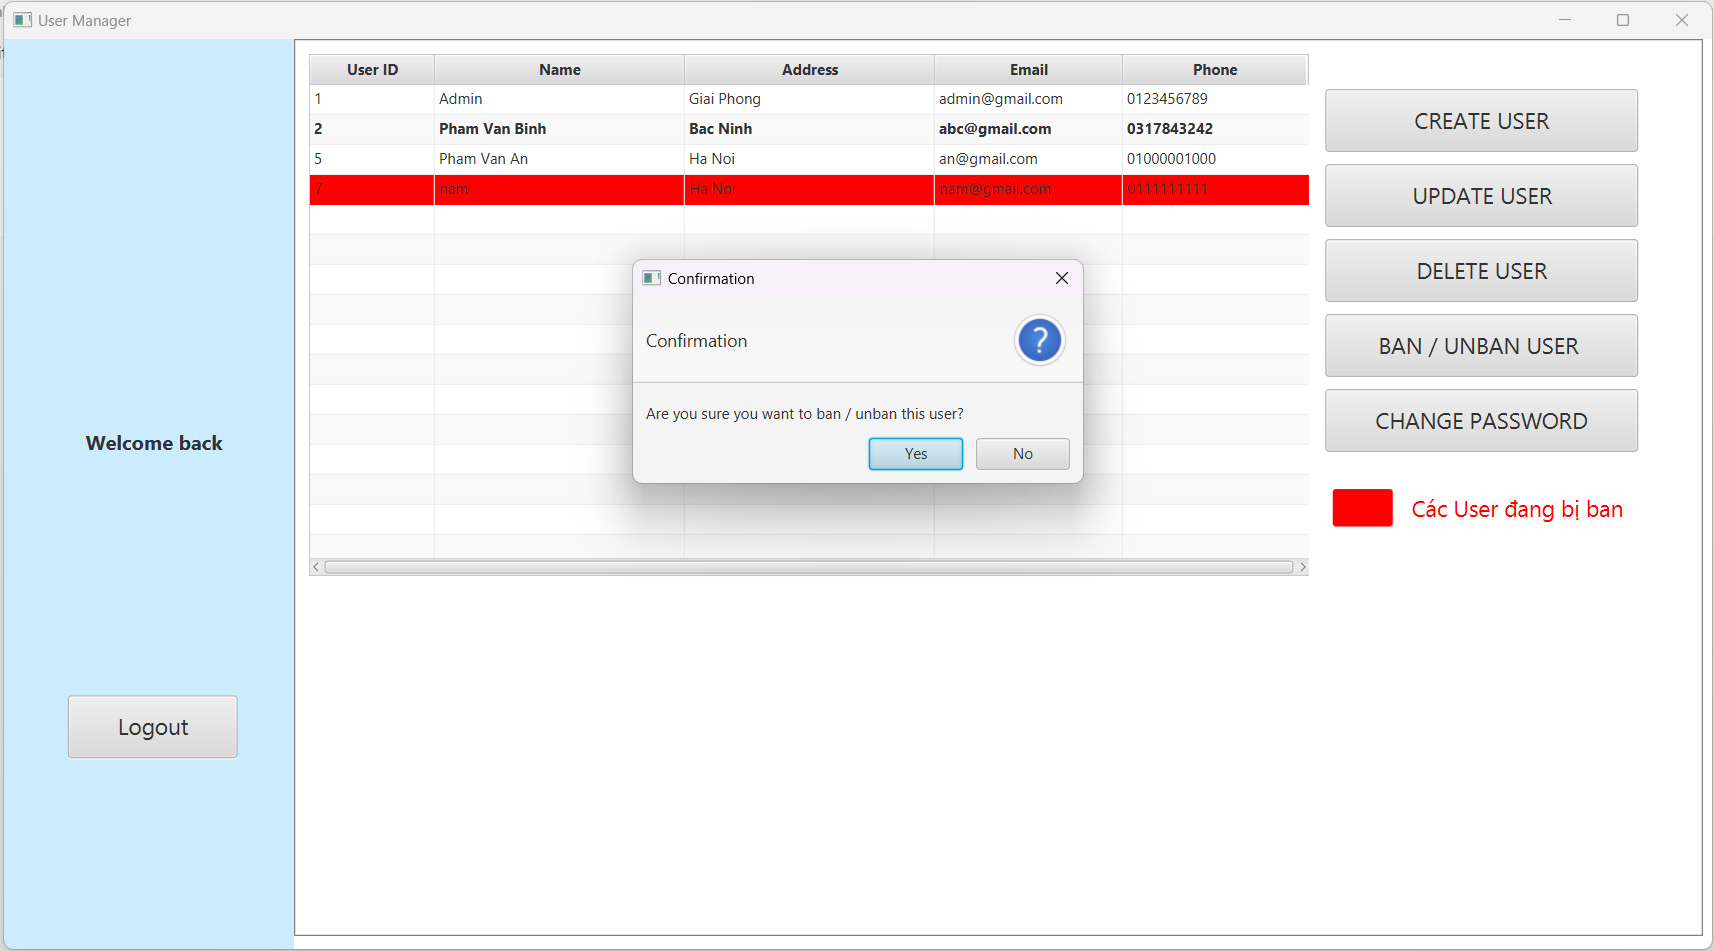 User Manager
User ID Name Address Email Phone
1 Admin Giai Phong admin@gmail.com 0123456789
2 Pham Van Binh Bac Ninh abc@gmail.com 0317843242
5 Pham Van An Ha Noi an@gmail.com 01000001000
7 nam Ha Noi nam@gmail.com 0111111111
CREATE USER
UPDATE USER
DELETE USER
BAN / UNBAN USER
CHANGE PASSWORD
Các User đang bị ban
Confirmation
Confirmation
?
Are you sure you want to ban / unban this user?
Yes No
Welcome back
Logout